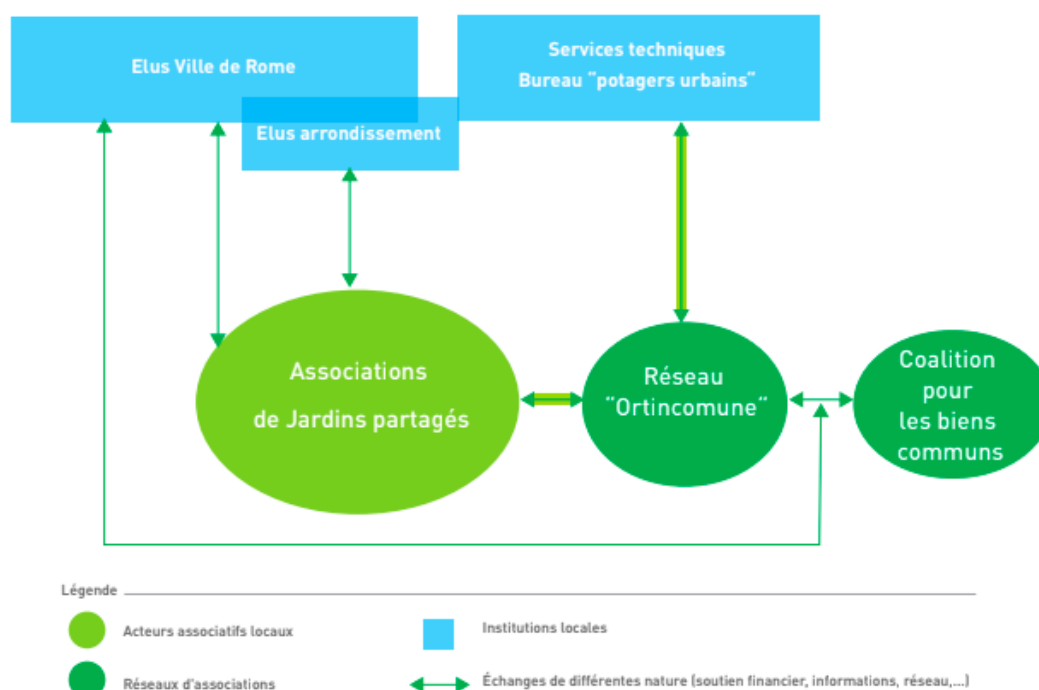 Elus Ville de Rome
Services techniques
Bureau "potagers urbains"
Elus arrondissement
Associations
de Jardins partagés
Réseau
"Ortincomune"
Coalition
pour
les biens
communs
Légende
Acteurs associatifs locaux
Institutions locales
Réseaux d'associations
Échanges de différentes nature (soutien financier, informations, réseau,...)